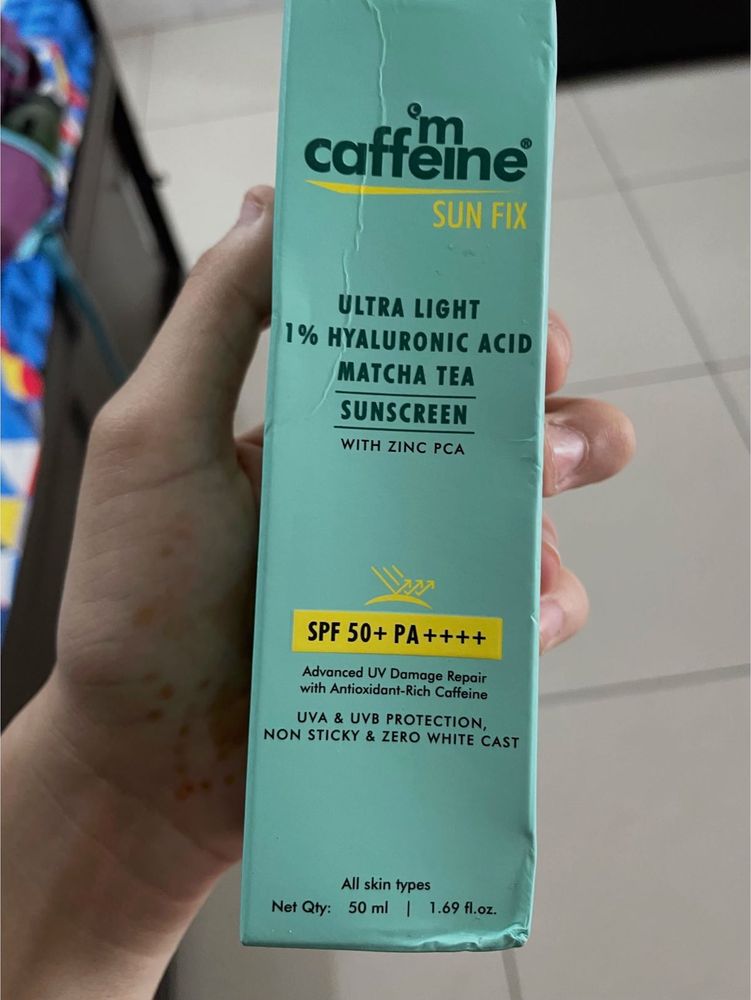 'm
caffeine®
SUN FIX
ULTRA LIGHT
1% HYALURONIC ACID
MATCHA TEA
SUNSCREEN
WITH ZINC PCA
SPF 50+ PA++++
Advanced UV Damage Repair
with Antioxidant-Rich Caffeine
UVA & UVB PROTECTION,
NON STICKY & ZERO WHITE CAST
All skin types
Net Qty: 50 ml | 1.69 fl.oz.